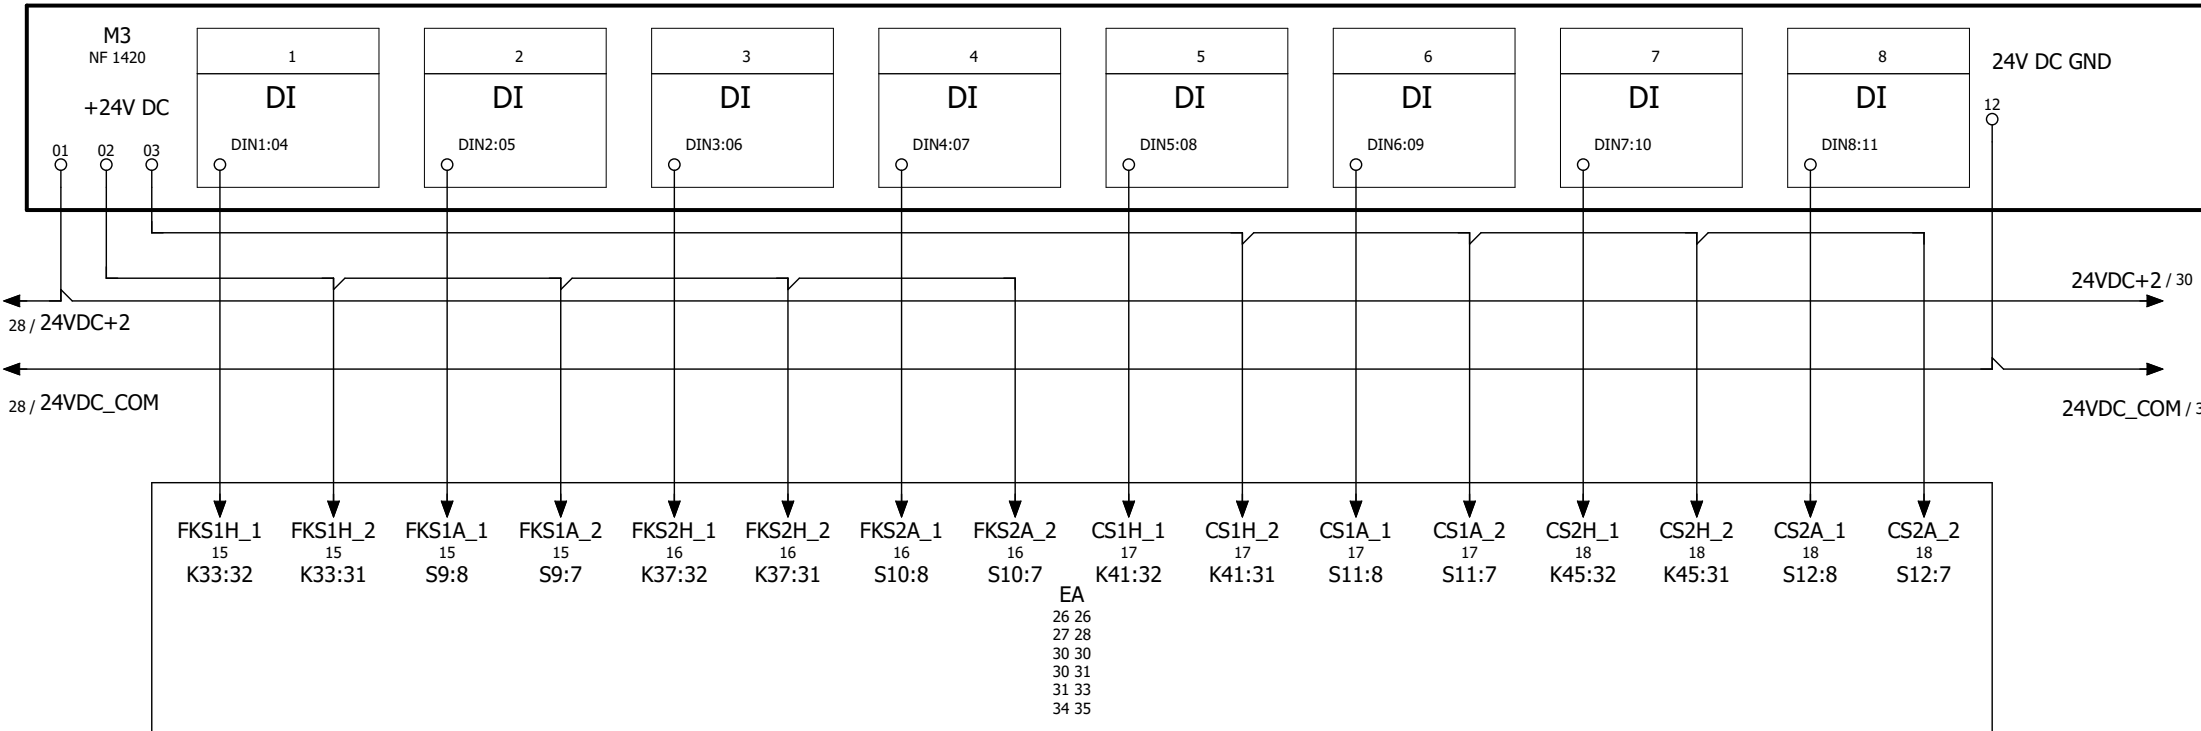 M3
NF 1420
+24V DC
01 02 03
1
DI
DIN1:04
2
DI
DIN2:05
3
DI
DIN3:06
4
DI
DIN4:07
5
DI
DIN5:08
6
DI
DIN6:09
7
DI
DIN7:10
8
DI
DIN8:11
24V DC GND
12
28 / 24VDC+2
24VDC+2 / 30
28 / 24VDC_COM
24VDC_COM / 3
FKS1H_1 FKS1H_2 FKS1A_1 FKS1A_2 FKS2H_1 FKS2H_2 FKS2A_1 FKS2A_2 CS1H_1 CS1H_2 CS1A_1 CS1A_2 CS2H_1 CS2H_2 CS2A_1 CS2A_2
15 15 15 15 16 16 16 16 17 17 17 17 18 18 18 18
K33:32 K33:31 S9:8 S9:7 K37:32 K37:31 S10:8 S10:7 K41:32 K41:31 S11:8 S11:7 K45:32 K45:31 S12:8 S12:7
EA
26 26
27 28
30 30
30 31
31 33
34 35